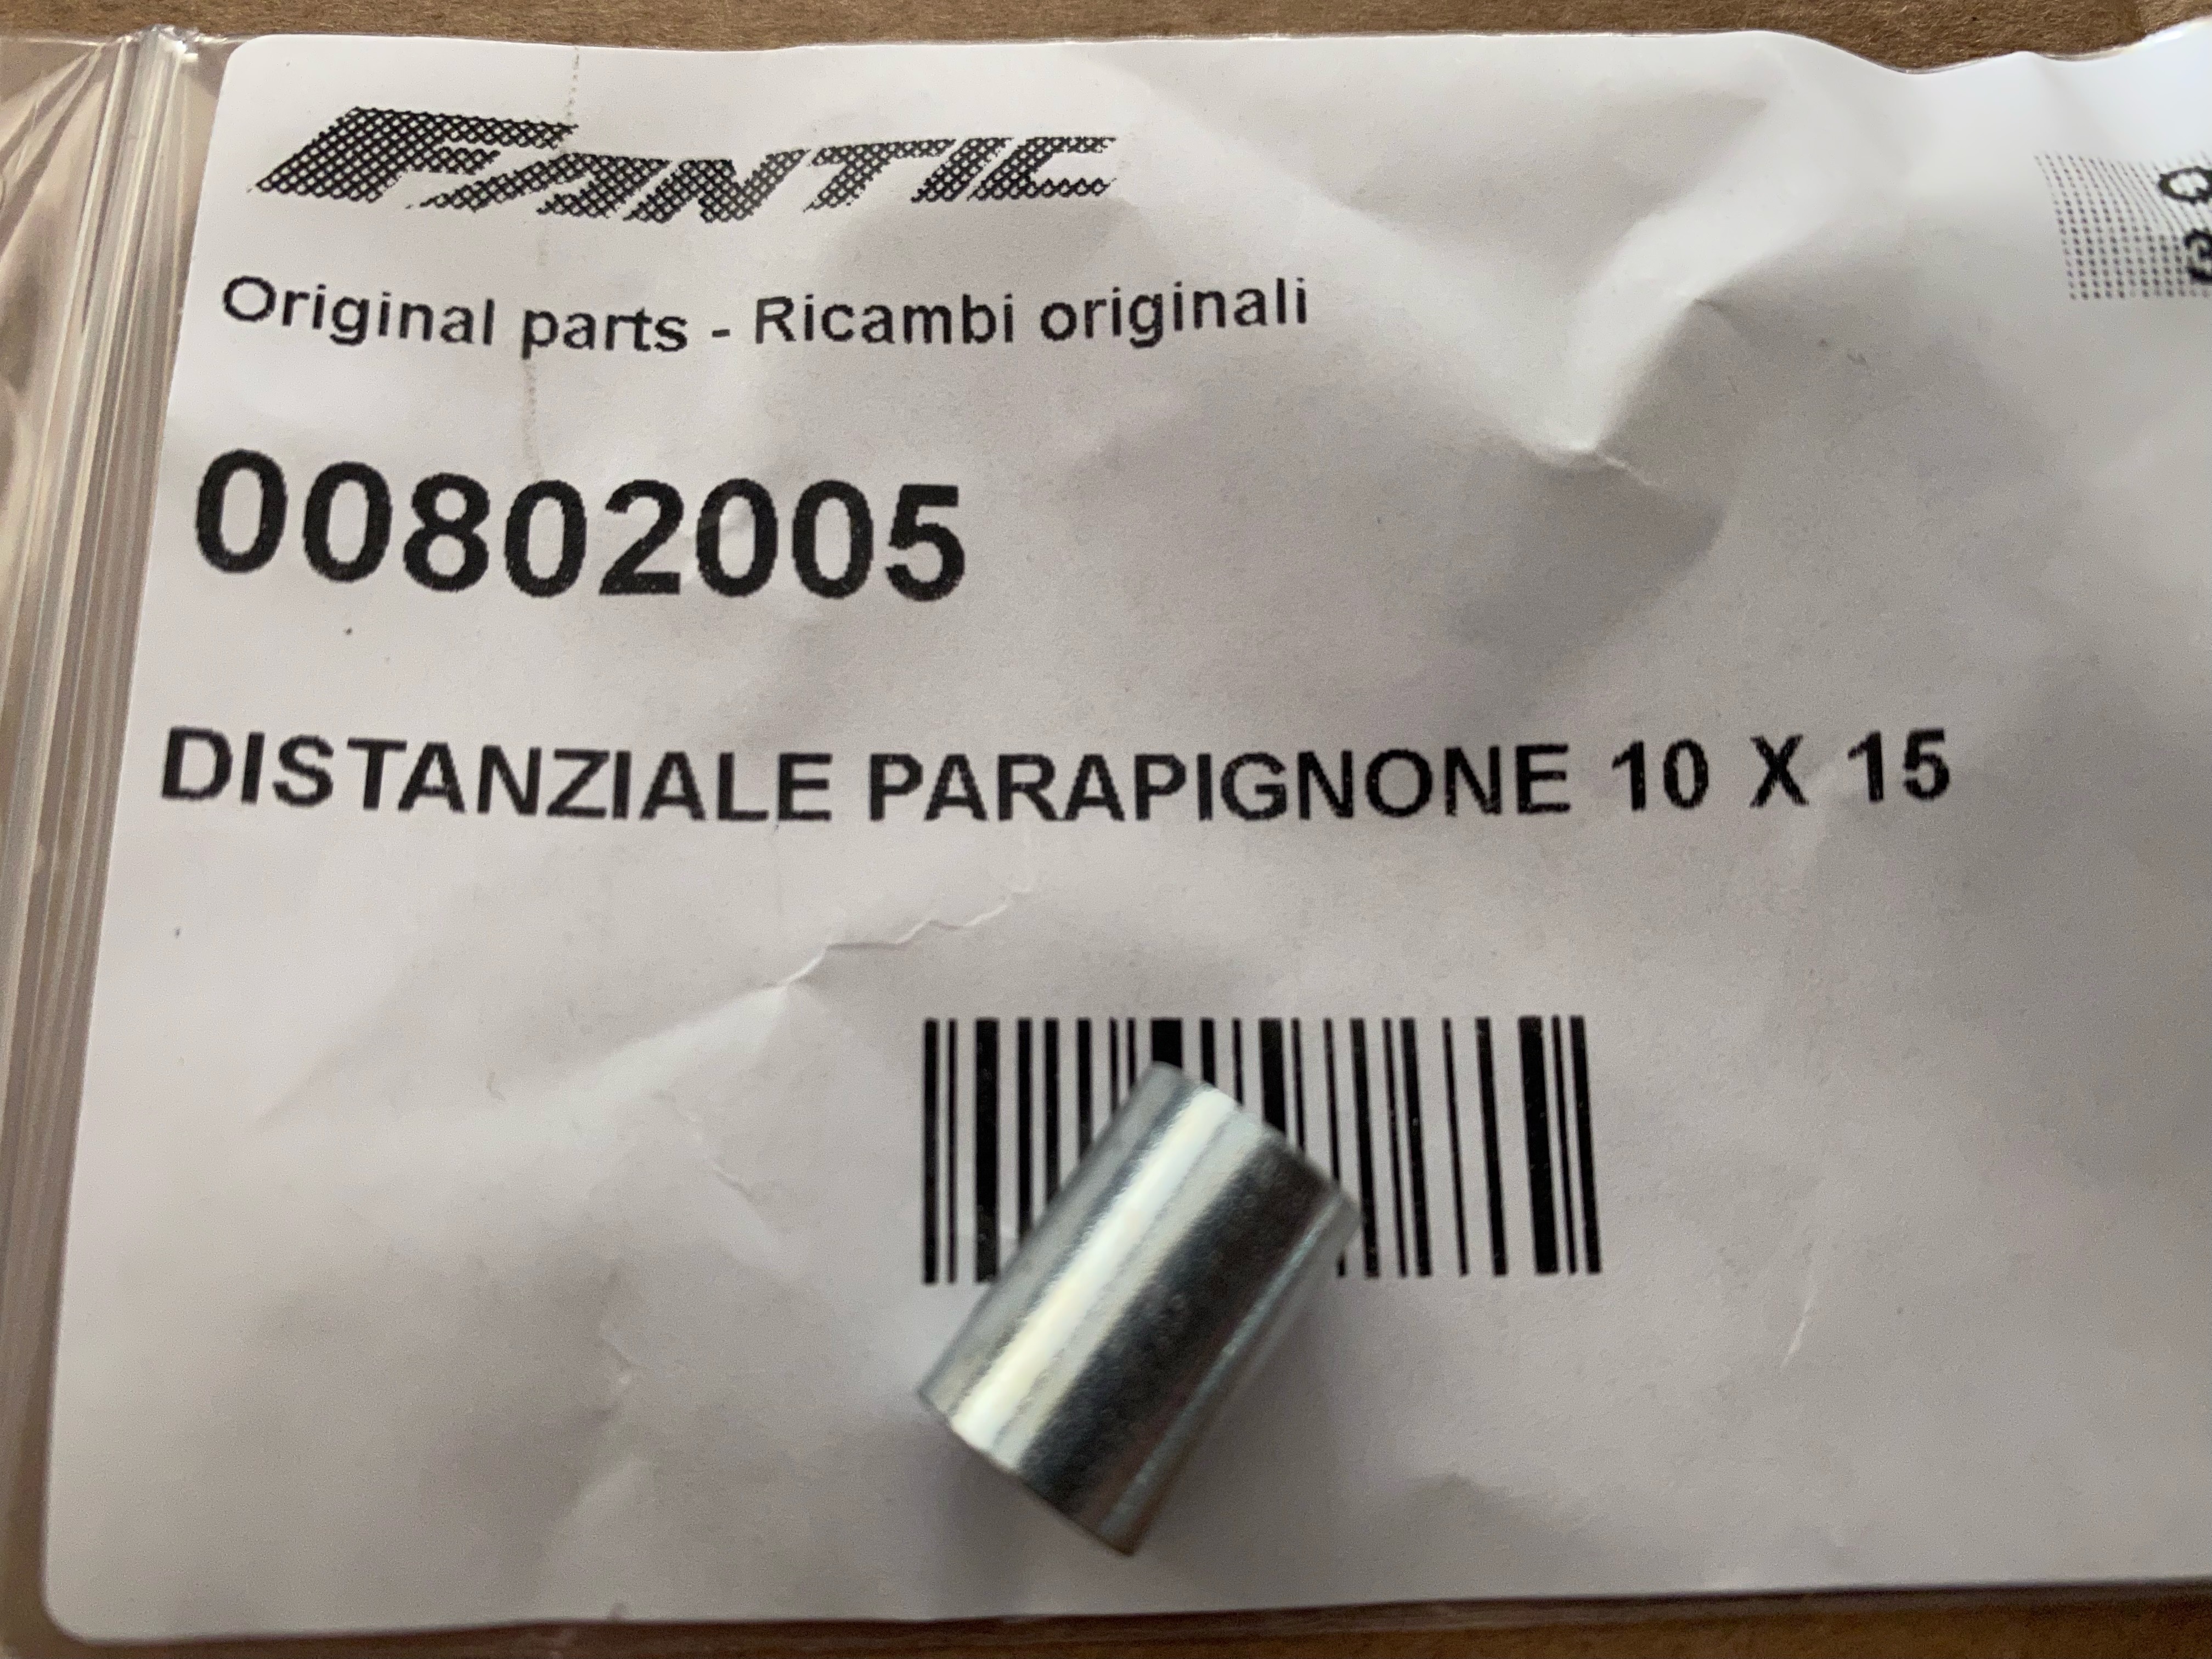 FANTIC
Original parts - Ricambi originali
00802005
DISTANZIALE PARAPIGNONE 10 X 15